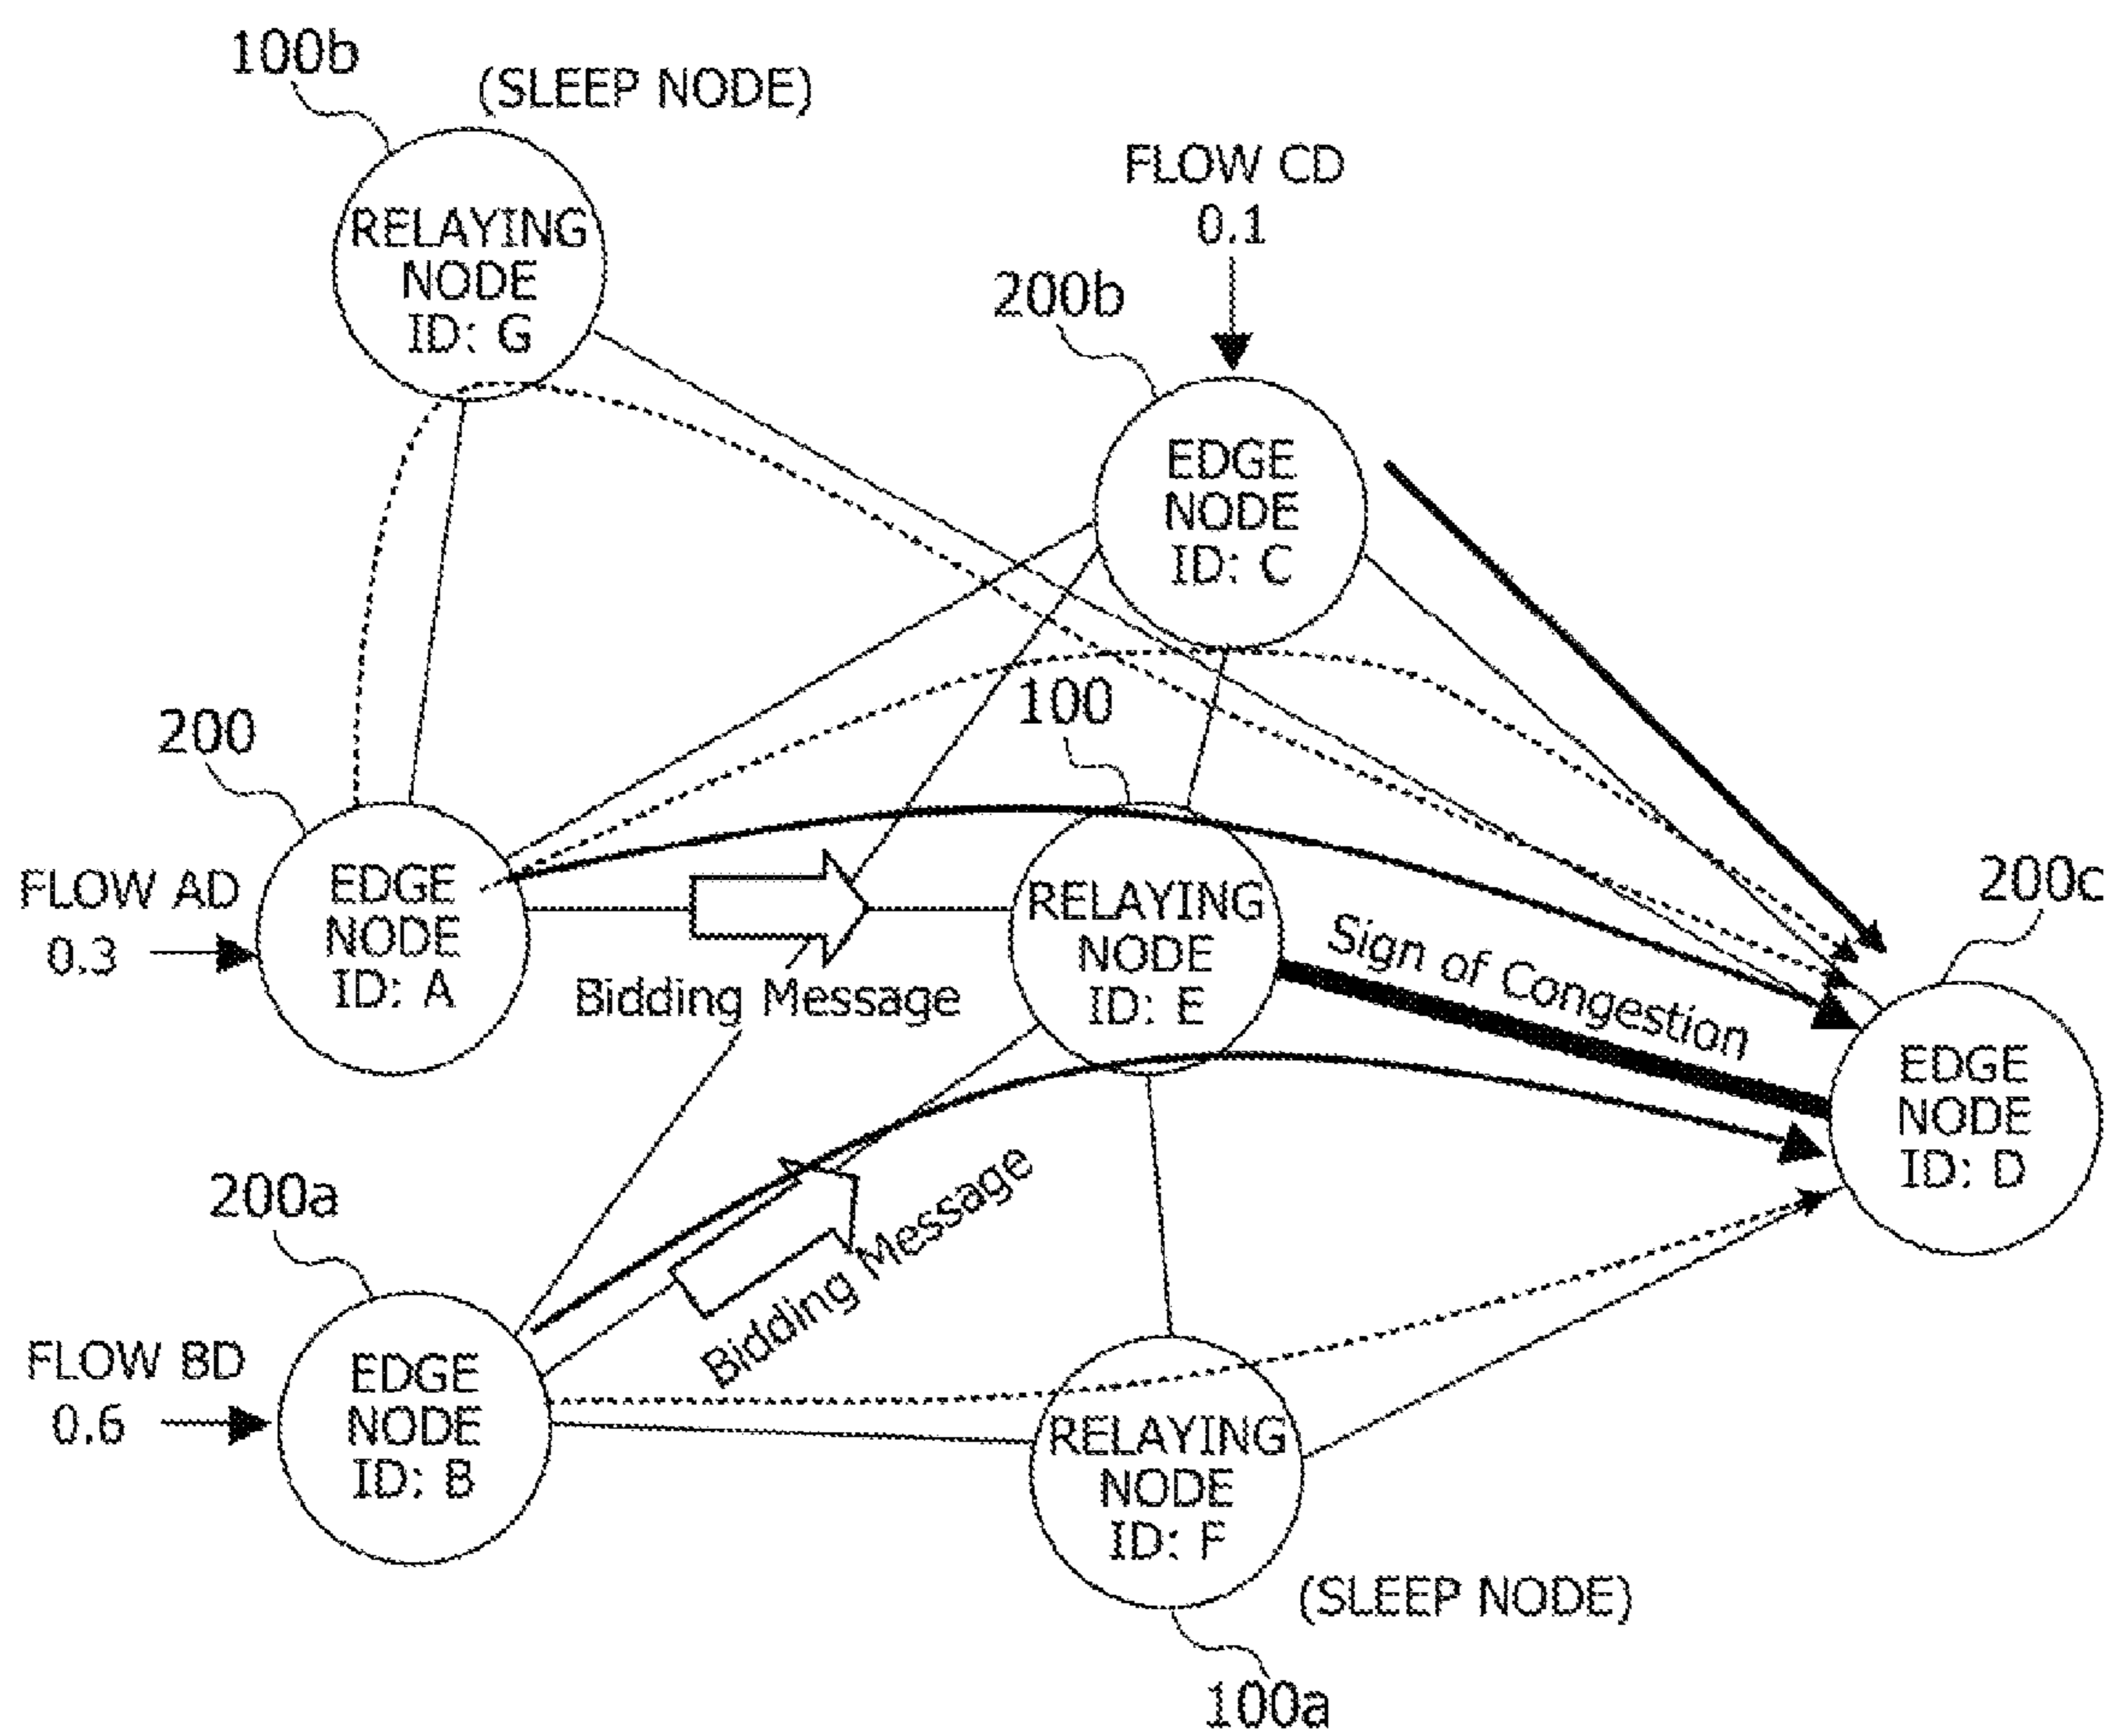 100b
(SLEEP NODE)
RELAYING
NODE
ID: G
FLOW CD
0.1
200b
EDGE
NODE
ID: C
200
100
FLOW AD
0.3
EDGE
NODE
ID: A
Bidding Message
RELAYING
NODE
ID: E
Sign of Congestion
200c
EDGE
NODE
ID: D
200a
Bidding Message
FLOW BD
0.6
EDGE
NODE
ID: B
RELAYING
NODE
ID: F
(SLEEP NODE)
100a